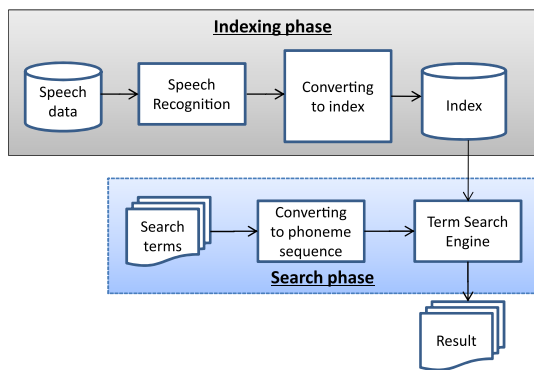 Indexing phase
Speech
data
Speech
Recognition
Converting
to index
Index
Search
terms
Converting
to phoneme
sequence
Term Search
Engine
Search phase
Result